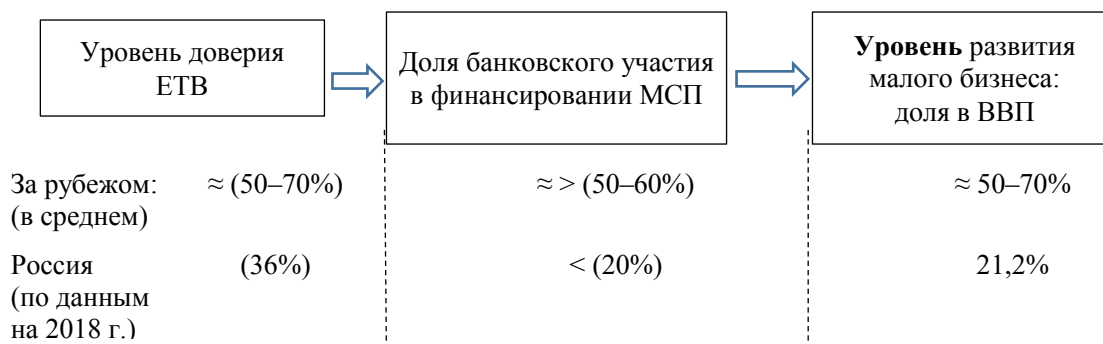 Уровень доверия
ETB
Доля банковского участия
в финансировании МСП
Уровень развития
малого бизнеса:
доля в ВВП
За рубежом: ≈ (50–70%) ≈ > (50–60%) ≈ 50–70%
(в среднем)
Россия (36%) < (20%) 21,2%
(по данным
на 2018 г.)